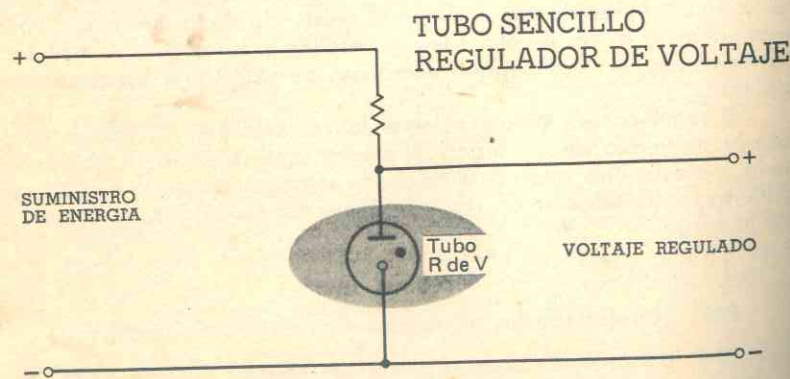 TUBO SENCILLO
REGULADOR DE VOLTAJE
+
+
SUMINISTRO
DE ENERGIA
Tubo
R de V
VOLTAJE REGULADO
−
−